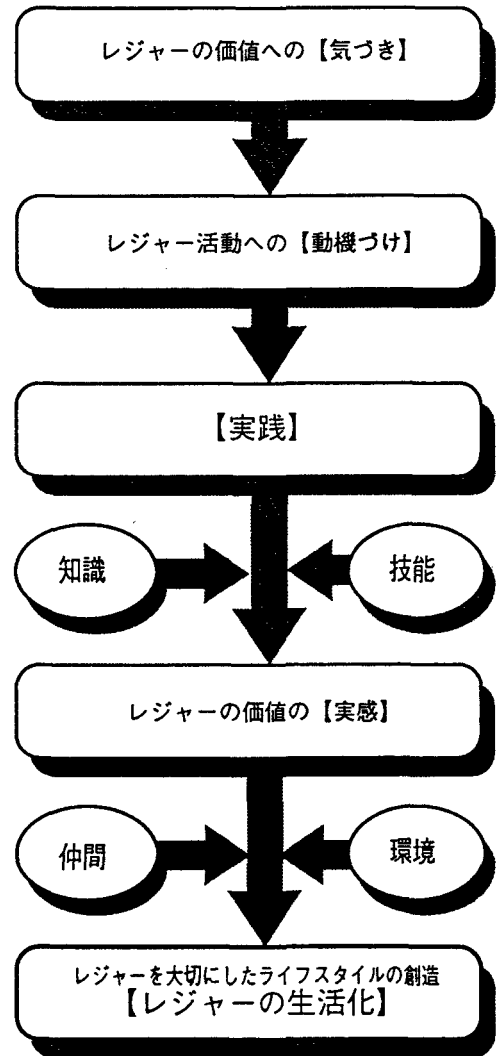 レジャーの価値への【気づき】
レジャー活動への【動機づけ】
【実践】
知識
技能
レジャーの価値の【実感】
仲間
環境
レジャーを大切にしたライフスタイルの創造
【レジャーの生活化】